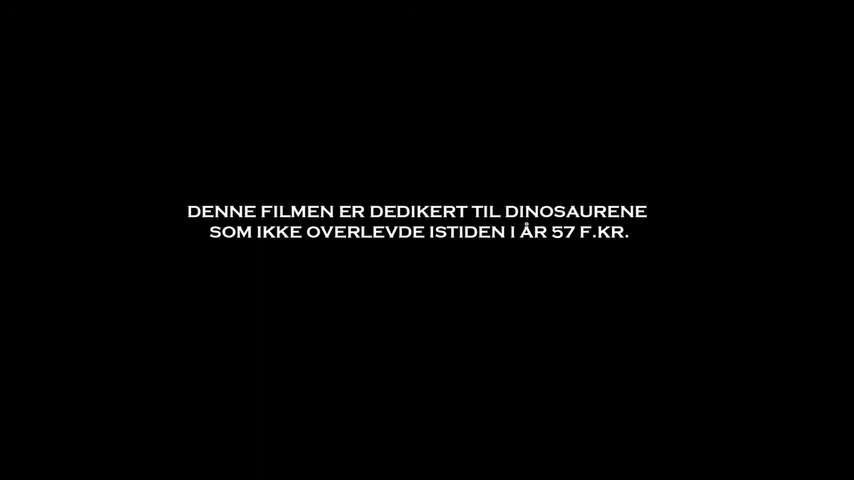 DENNE FILMEN ER DEDIKERT TIL DINOSAURENE
SOM IKKE OVERLEVDE ISTIDEN I ÅR 57 F.KR.